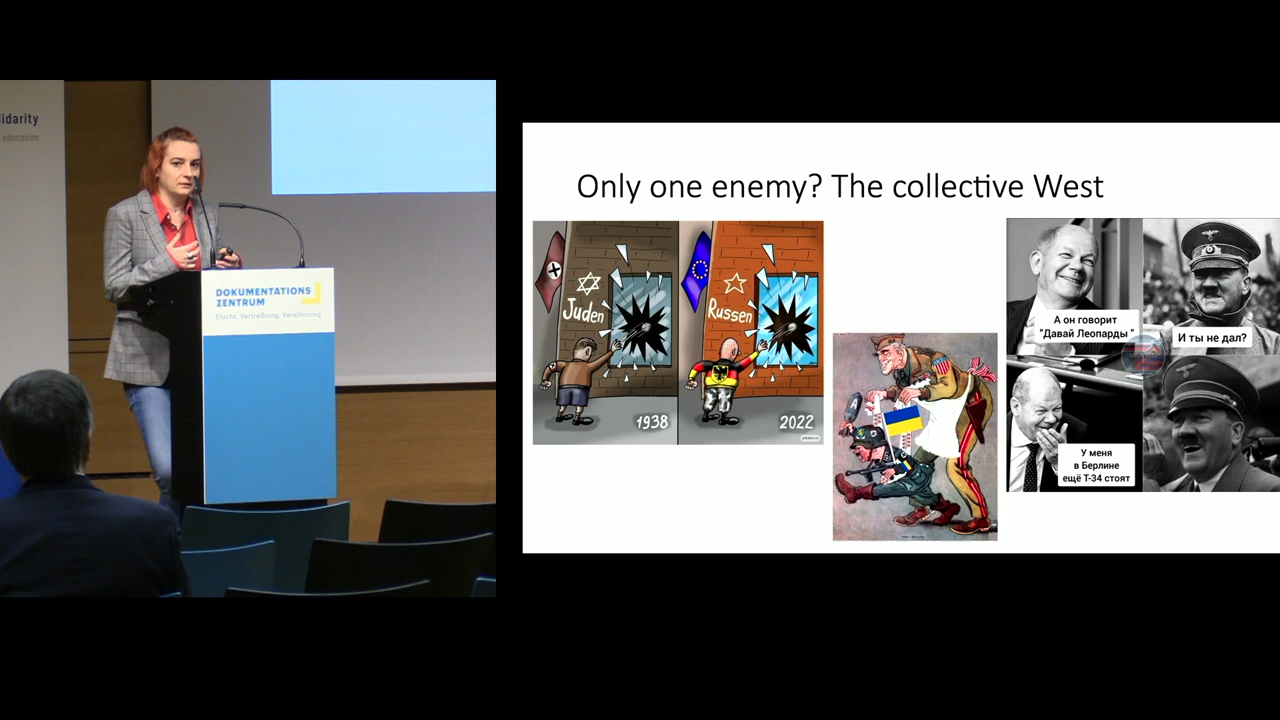 lidarity
education
DOKUMENTATIONS
ZENTRUM
Flucht, Vertreibung, Versöhnung
Only one enemy? The collective West
Juden
1938
Russen
2022
А он говорит
"Давай Леопарды "
И ты не дал?
У меня
в Берлине
ещё Т-34 стоят